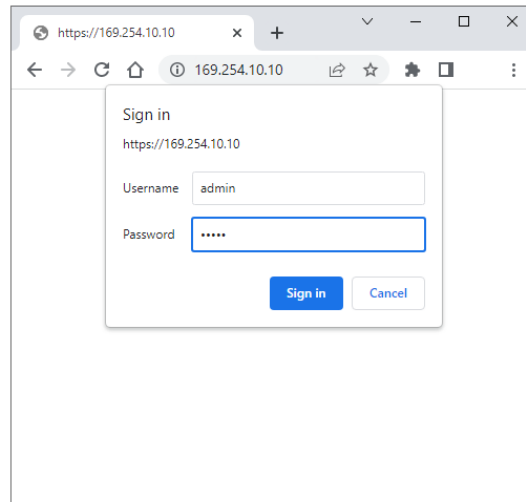 https://169.254.10.10
169.254.10.10
Sign in
https://169.254.10.10
Username admin
Password •••••
Sign in Cancel